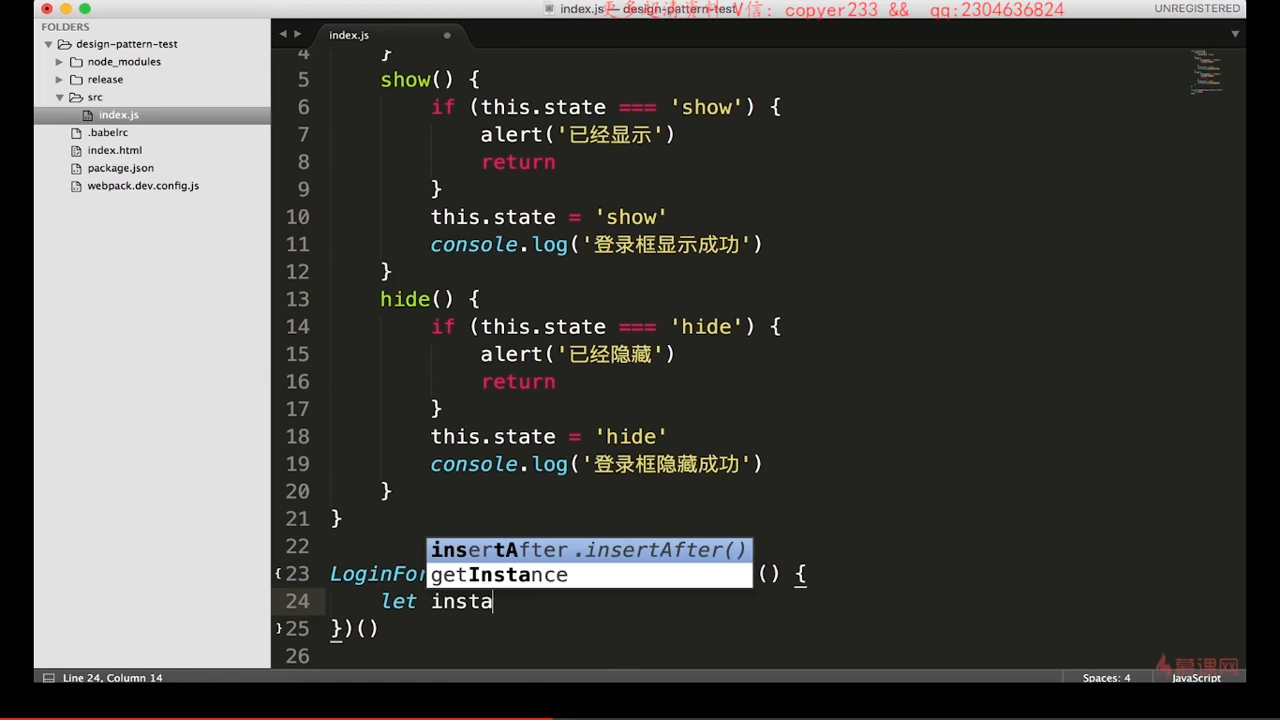 index.js — design-pattern-test
更多 V信: copyer233 && qq:2304636824
UNREGISTERED
FOLDERS
design-pattern-test
node_modules
release
src
index.js
.babelrc
index.html
package.json
webpack.dev.config.js
index.js
4 }
5 show() {
6 if (this.state === 'show') {
7 alert('已经显示')
8 return
9 }
10 this.state = 'show'
11 console.log('登录框显示成功')
12 }
13 hide() {
14 if (this.state === 'hide') {
15 alert('已经隐藏')
16 return
17 }
18 this.state = 'hide'
19 console.log('登录框隐藏成功')
20 }
21 }
22
insertAfter .insertAfter()
getInstance
23 LoginFor () {
24 let insta
25 })()
26
慕课网
Line 24, Column 14
Spaces: 4
JavaScript